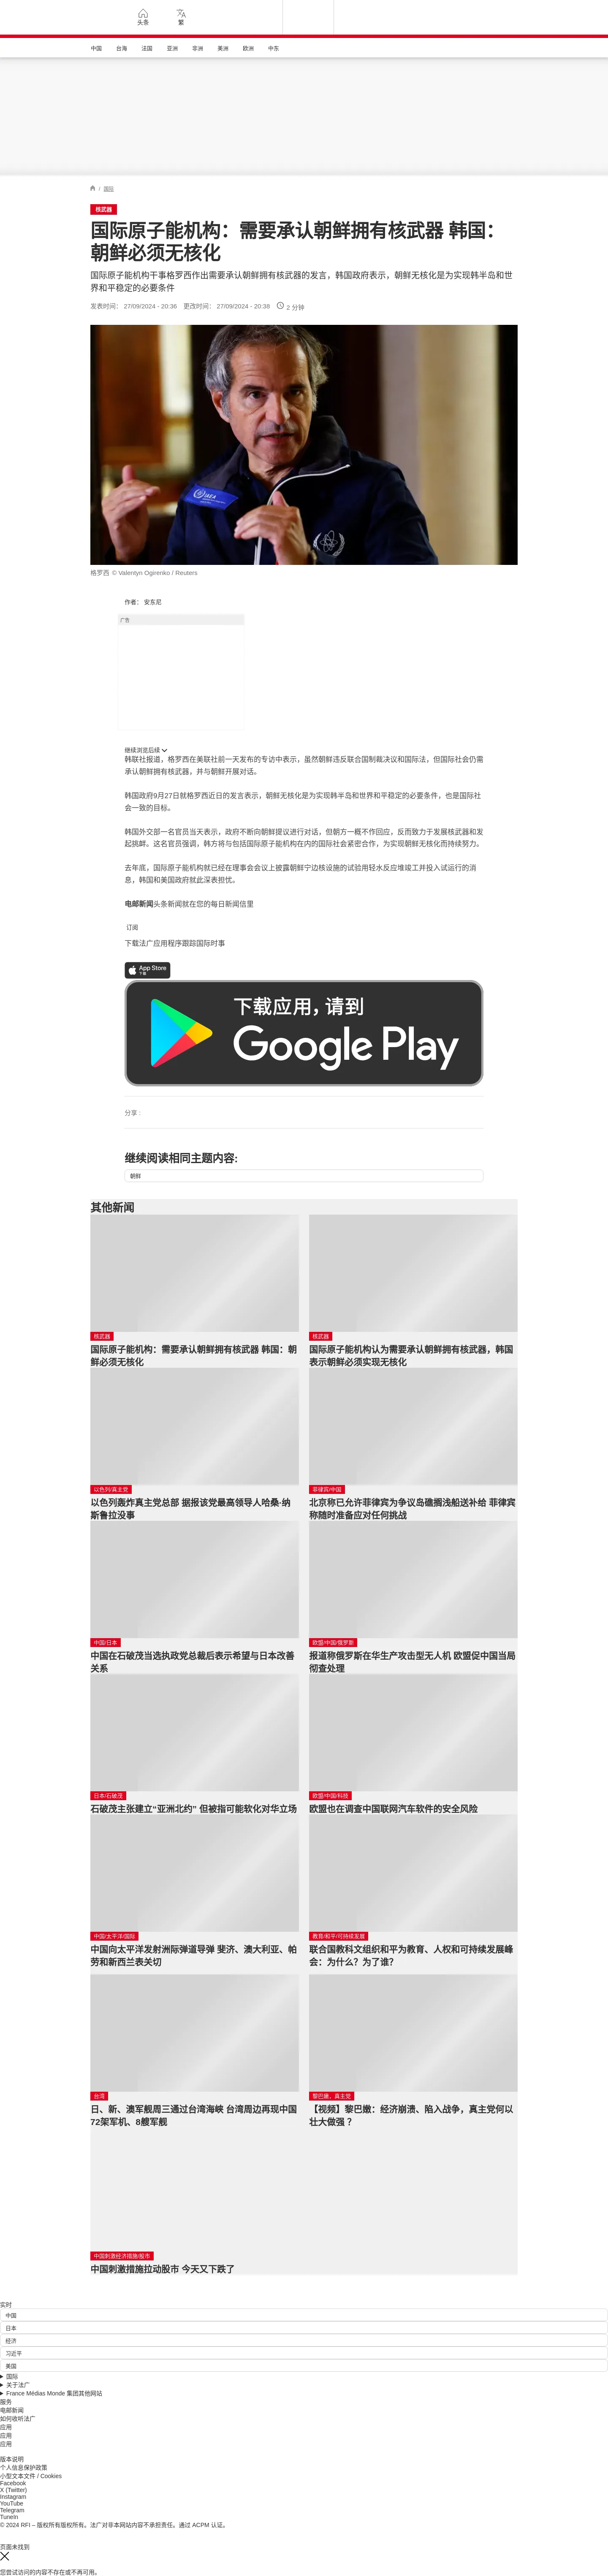 头条
繁
中国 台海 法国 亚洲 非洲 美洲 欧洲 中东
/ 国际
核武器
国际原子能机构：需要承认朝鲜拥有核武器 韩国：
朝鲜必须无核化
国际原子能机构干事格罗西作出需要承认朝鲜拥有核武器的发言，韩国政府表示，朝鲜无核化是为实现韩半岛和世
界和平稳定的必要条件
发表时间： 27/09/2024 - 20:36 更改时间： 27/09/2024 - 20:38 2 分钟
IAEA
格罗西 © Valentyn Ogirenko / Reuters
作者： 安东尼
广告
继续浏览后续
韩联社报道，格罗西在美联社前一天发布的专访中表示，虽然朝鲜违反联合国制裁决议和国际法，但国际社会仍需
承认朝鲜拥有核武器，并与朝鲜开展对话。
韩国政府9月27日就格罗西近日的发言表示，朝鲜无核化是为实现韩半岛和世界和平稳定的必要条件，也是国际社
会一致的目标。
韩国外交部一名官员当天表示，政府不断向朝鲜提议进行对话，但朝方一概不作回应，反而致力于发展核武器和发
起挑衅。这名官员强调，韩方将与包括国际原子能机构在内的国际社会紧密合作，为实现朝鲜无核化而持续努力。
去年底，国际原子能机构就已经在理事会会议上披露朝鲜宁边核设施的试验用轻水反应堆竣工并投入试运行的消
息，韩国和美国政府就此深表担忧。
电邮新闻头条新闻就在您的每日新闻信里
订阅
下载法广应用程序跟踪国际时事
App Store
下载
下载应用，请到
Google Play
分享 :
继续阅读相同主题内容:
朝鲜
其他新闻
核武器
国际原子能机构：需要承认朝鲜拥有核武器 韩国：朝
鲜必须无核化
核武器
国际原子能机构认为需要承认朝鲜拥有核武器，韩国
表示朝鲜必须实现无核化
以色列/真主党
以色列轰炸真主党总部 据报该党最高领导人哈桑·纳
斯鲁拉没事
菲律宾/中国
北京称已允许菲律宾为争议岛礁搁浅船送补给 菲律宾
称随时准备应对任何挑战
中国/日本
中国在石破茂当选执政党总裁后表示希望与日本改善
关系
欧盟/中国/俄罗斯
报道称俄罗斯在华生产攻击型无人机 欧盟促中国当局
彻查处理
日本/石破茂
石破茂主张建立“亚洲北约” 但被指可能软化对华立场
欧盟/中国/科技
欧盟也在调查中国联网汽车软件的安全风险
中国/太平洋/国际
中国向太平洋发射洲际弹道导弹 斐济、澳大利亚、帕
劳和新西兰表关切
教育/和平/可持续发展
联合国教科文组织和平为教育、人权和可持续发展峰
会：为什么？为了谁？
台湾
日、新、澳军舰周三通过台湾海峡 台湾周边再现中国
72架军机、8艘军舰
黎巴嫩，真主党
【视频】黎巴嫩：经济崩溃、陷入战争，真主党何以
壮大做强 ？
中国刺激经济措施/股市
中国刺激措施拉动股市 今天又下跌了
实时
中国
日本
经济
习近平
美国
国际
关于法广
France Médias Monde 集团其他网站
服务
电邮新闻
如何收听法广
应用
应用
应用
版本说明
个人信息保护政策
小型文本文件 / Cookies
Facebook
X (Twitter)
Instagram
YouTube
Telegram
TuneIn
© 2024 RFI – 版权所有版权所有。法广对非本网站内容不承担责任。通过 ACPM 认证。
页面未找到
您尝试访问的内容不存在或不再可用。